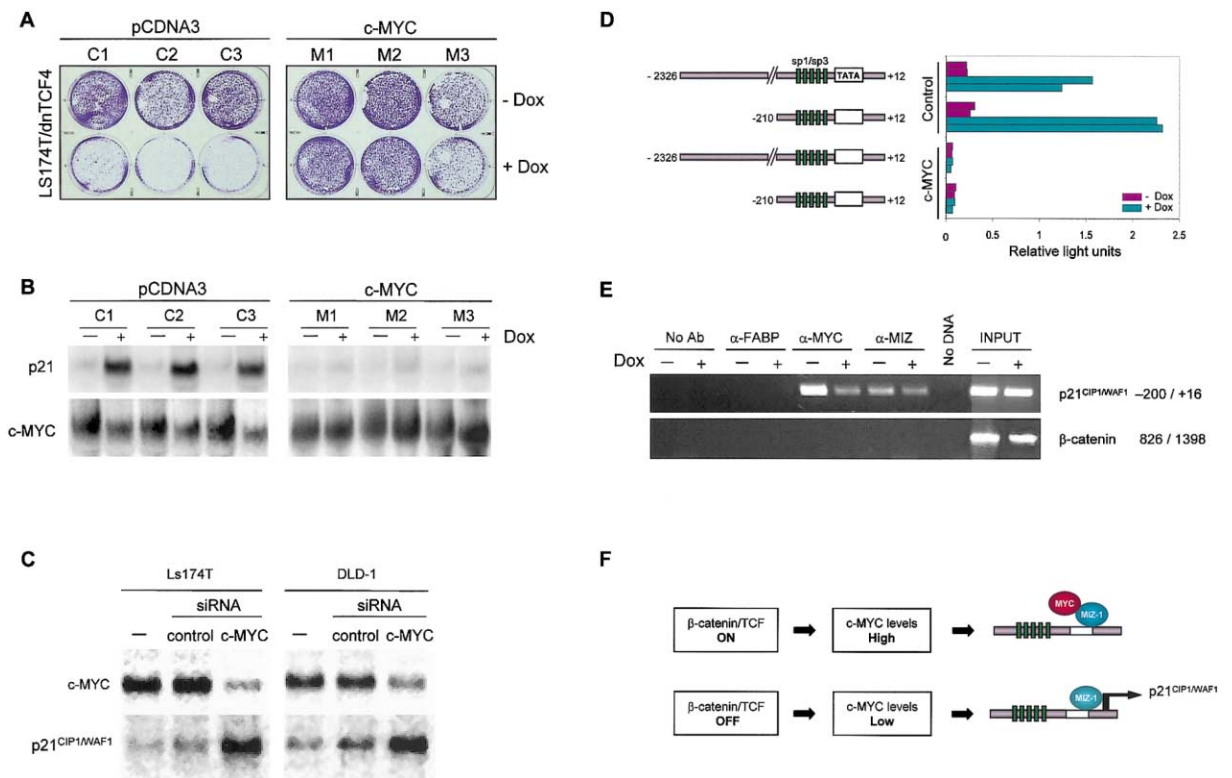 A
pCDNA3 c-MYC
C1 C2 C3 M1 M2 M3
LS174T/dnTCF4
- Dox
+ Dox
B
pCDNA3 c-MYC
C1 C2 C3 M1 M2 M3
— + — + — + — + — + — + Dox
p21
c-MYC
C
Ls174T DLD-1
siRNA siRNA
— control c-MYC — control c-MYC
c-MYC
p21CIP1/WAF1
D
sp1/sp3
- 2326 TATA +12
-210 +12
- 2326 +12
-210 +12
Control
c-MYC
- Dox
+ Dox
0 0.5 1 1.5 2 2.5
Relative light units
E
No Ab α-FABP α-MYC α-MIZ No DNA INPUT
Dox — + — + — + — + — +
p21CIP1/WAF1 –200 / +16
β-catenin 826 / 1398
F
β-catenin/TCF
ON
c-MYC levels
High
MYC
MIZ-1
β-catenin/TCF
OFF
c-MYC levels
Low
MIZ-1
p21CIP1/WAF1